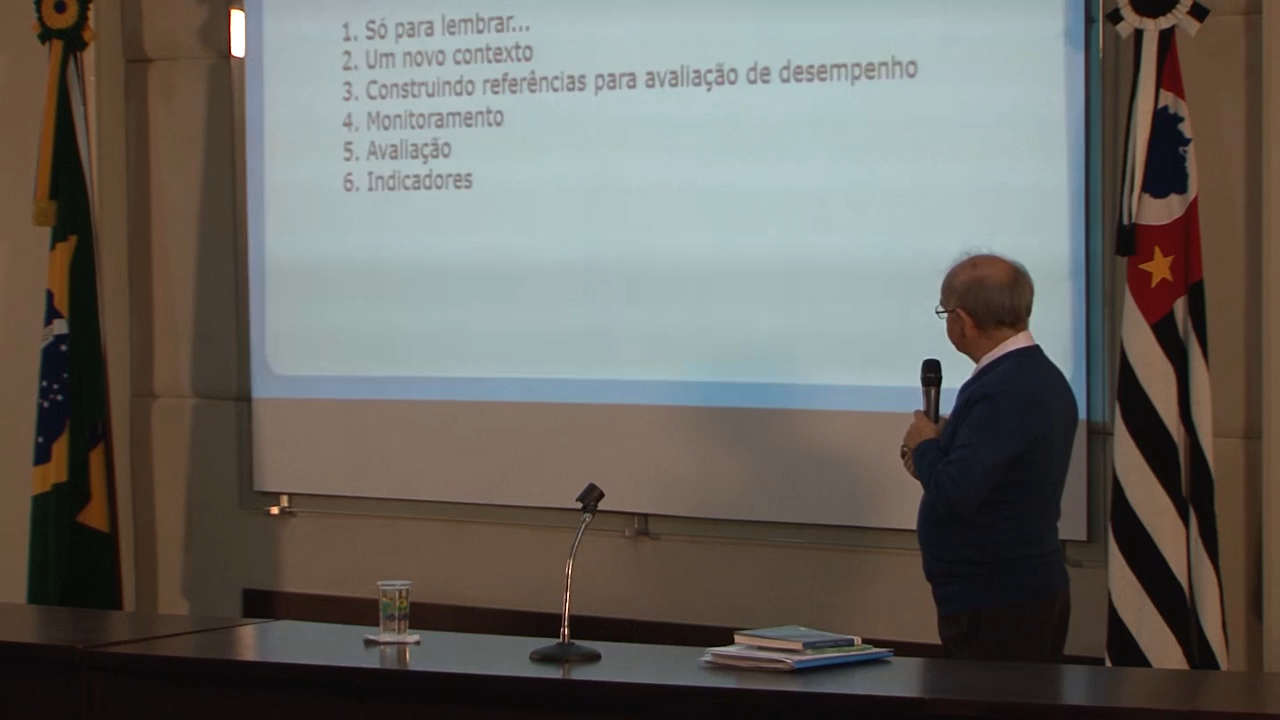 1. Só para lembrar...
2. Um novo contexto
3. Construindo referências para avaliação de desempenho
4. Monitoramento
5. Avaliação
6. Indicadores